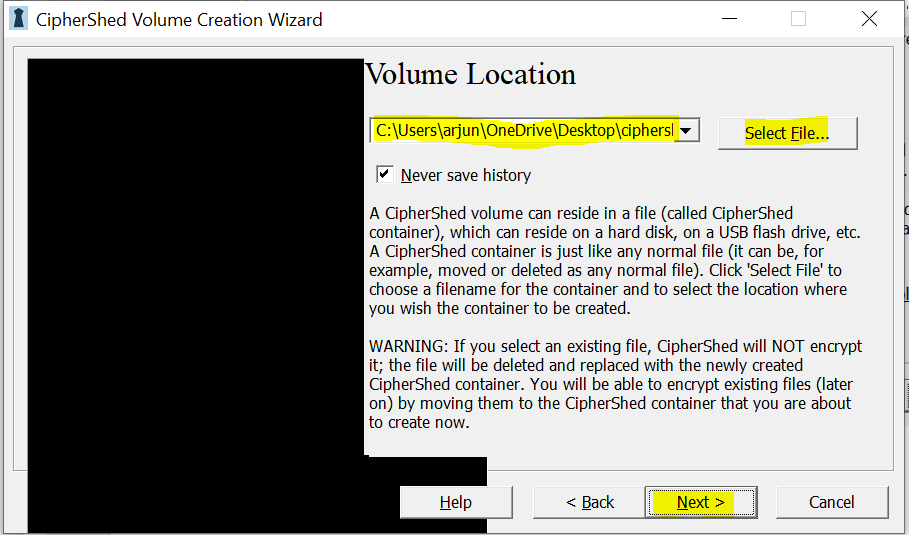 CipherShed Volume Creation Wizard
Volume Location
C:\Users\arjun\OneDrive\Desktop\ciphersl
Select File...
Never save history
A CipherShed volume can reside in a file (called CipherShed
container), which can reside on a hard disk, on a USB flash drive, etc.
A CipherShed container is just like any normal file (it can be, for
example, moved or deleted as any normal file). Click 'Select File' to
choose a filename for the container and to select the location where
you wish the container to be created.
WARNING: If you select an existing file, CipherShed will NOT encrypt
it; the file will be deleted and replaced with the newly created
CipherShed container. You will be able to encrypt existing files (later
on) by moving them to the CipherShed container that you are about
to create now.
Help
< Back
Next >
Cancel